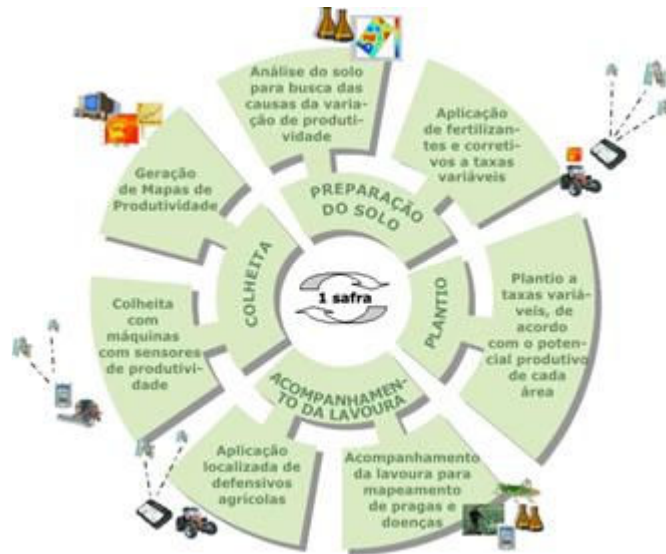 Análise do solo
para busca das
causas da varia-
ção de produti-
vidade
Aplicação
de fertilizan-
tes e correti-
vos a taxas
variáveis
PREPARAÇÃO
DO SOLO
Plantio a
taxas variá-
veis, de acordo
com o poten-
cial produtivo
de cada
área
PLANTIO
Acompanhamento
da lavoura para
mapeamento
de pragas e
doenças
Aplicação
localizada de
defensivos
agrícolas
ACOMPANHAMEN-
TO DA LAVOURA
Colheita
com
máquinas
com sensores
de produtivi-
dade
Geração
de Mapas de
Produtividade
COLHEITA
1 safra